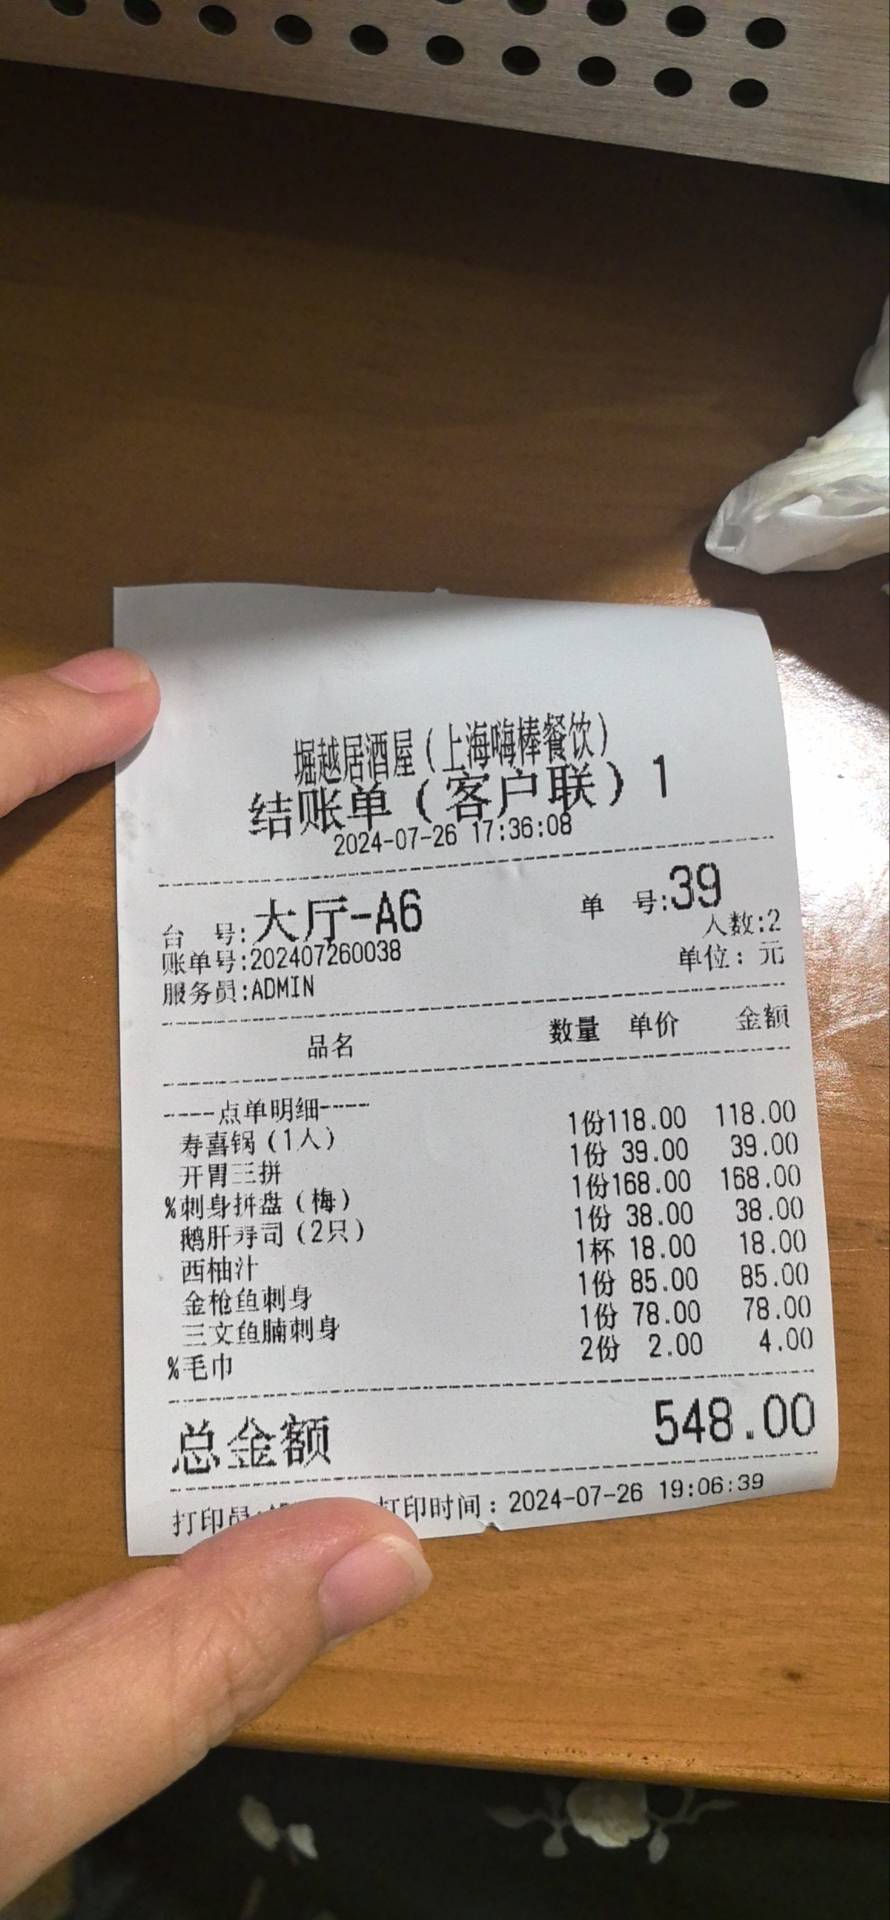 堀越居酒屋(上海嗨棒餐饮)
结账单(客户联)1
2024-07-26 17:36:08
台 号:大厅-A6 单 号:39
账单号:202407260038 人数:2
服务员:ADMIN 单位:元
品名 数量 单价 金额
----点单明细----
寿喜锅(1人) 1份118.00 118.00
开胃三拼 1份 39.00 39.00
%刺身拼盘(梅) 1份168.00 168.00
鹅肝寿司(2只) 1份 38.00 38.00
西柚汁 1杯 18.00 18.00
金枪鱼刺身 1份 85.00 85.00
三文鱼腩刺身 1份 78.00 78.00
%毛巾 2份 2.00 4.00
总金额 548.00
打印员: 打印时间:2024-07-26 19:06:39